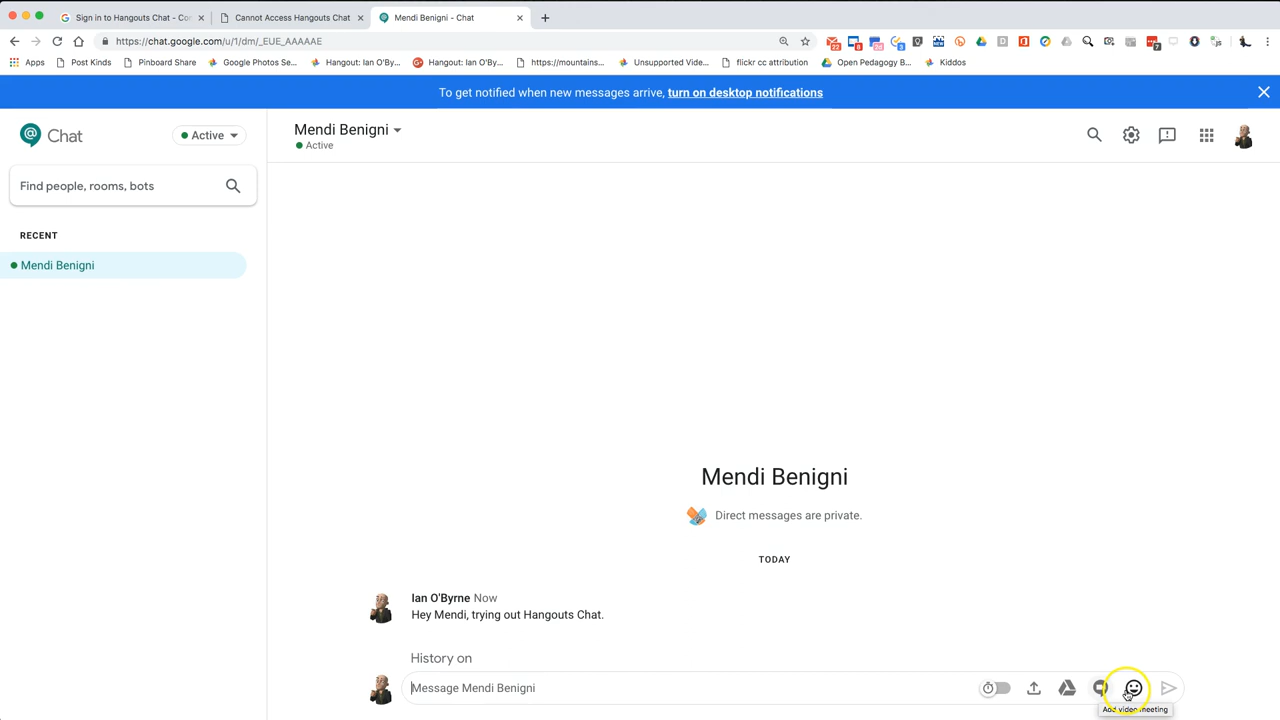 Sign in to Hangouts Chat - Co
Cannot Access Hangouts Chat
Mendi Benigni - Chat
https://chat.google.com/u/1/dm/_EUE_AAAAAE
Apps
Post Kinds
Pinboard Share
Google Photos Se...
Hangout: Ian O'By...
Hangout: Ian O'By...
https://mountains...
Unsupported Vide...
flickr cc attribution
Open Pedagogy B...
Kiddos
To get notified when new messages arrive, turn on desktop notifications
Chat
Active
Mendi Benigni
Active
Find people, rooms, bots
RECENT
Mendi Benigni
Mendi Benigni
Direct messages are private.
TODAY
Ian O'Byrne Now
Hey Mendi, trying out Hangouts Chat.
History on
Message Mendi Benigni
Add video meeting